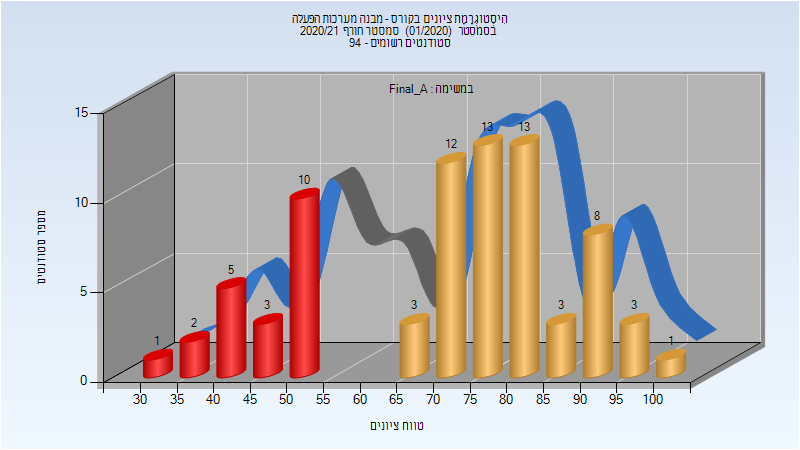 היסטוגרמת ציונים בקורס - מבנה מערכות הפעלה
בסמסטר (01/2020) סמסטר חורף 2020/21
סטודנטים רשומים - 94
במשימה : Final_A
מספר סטודנטים
15
10
5
0
1
2
5
3
10
3
12
13
13
3
8
3
1
30 35 40 45 50 55 60 65 70 75 80 85 90 95 100
טווח ציונים